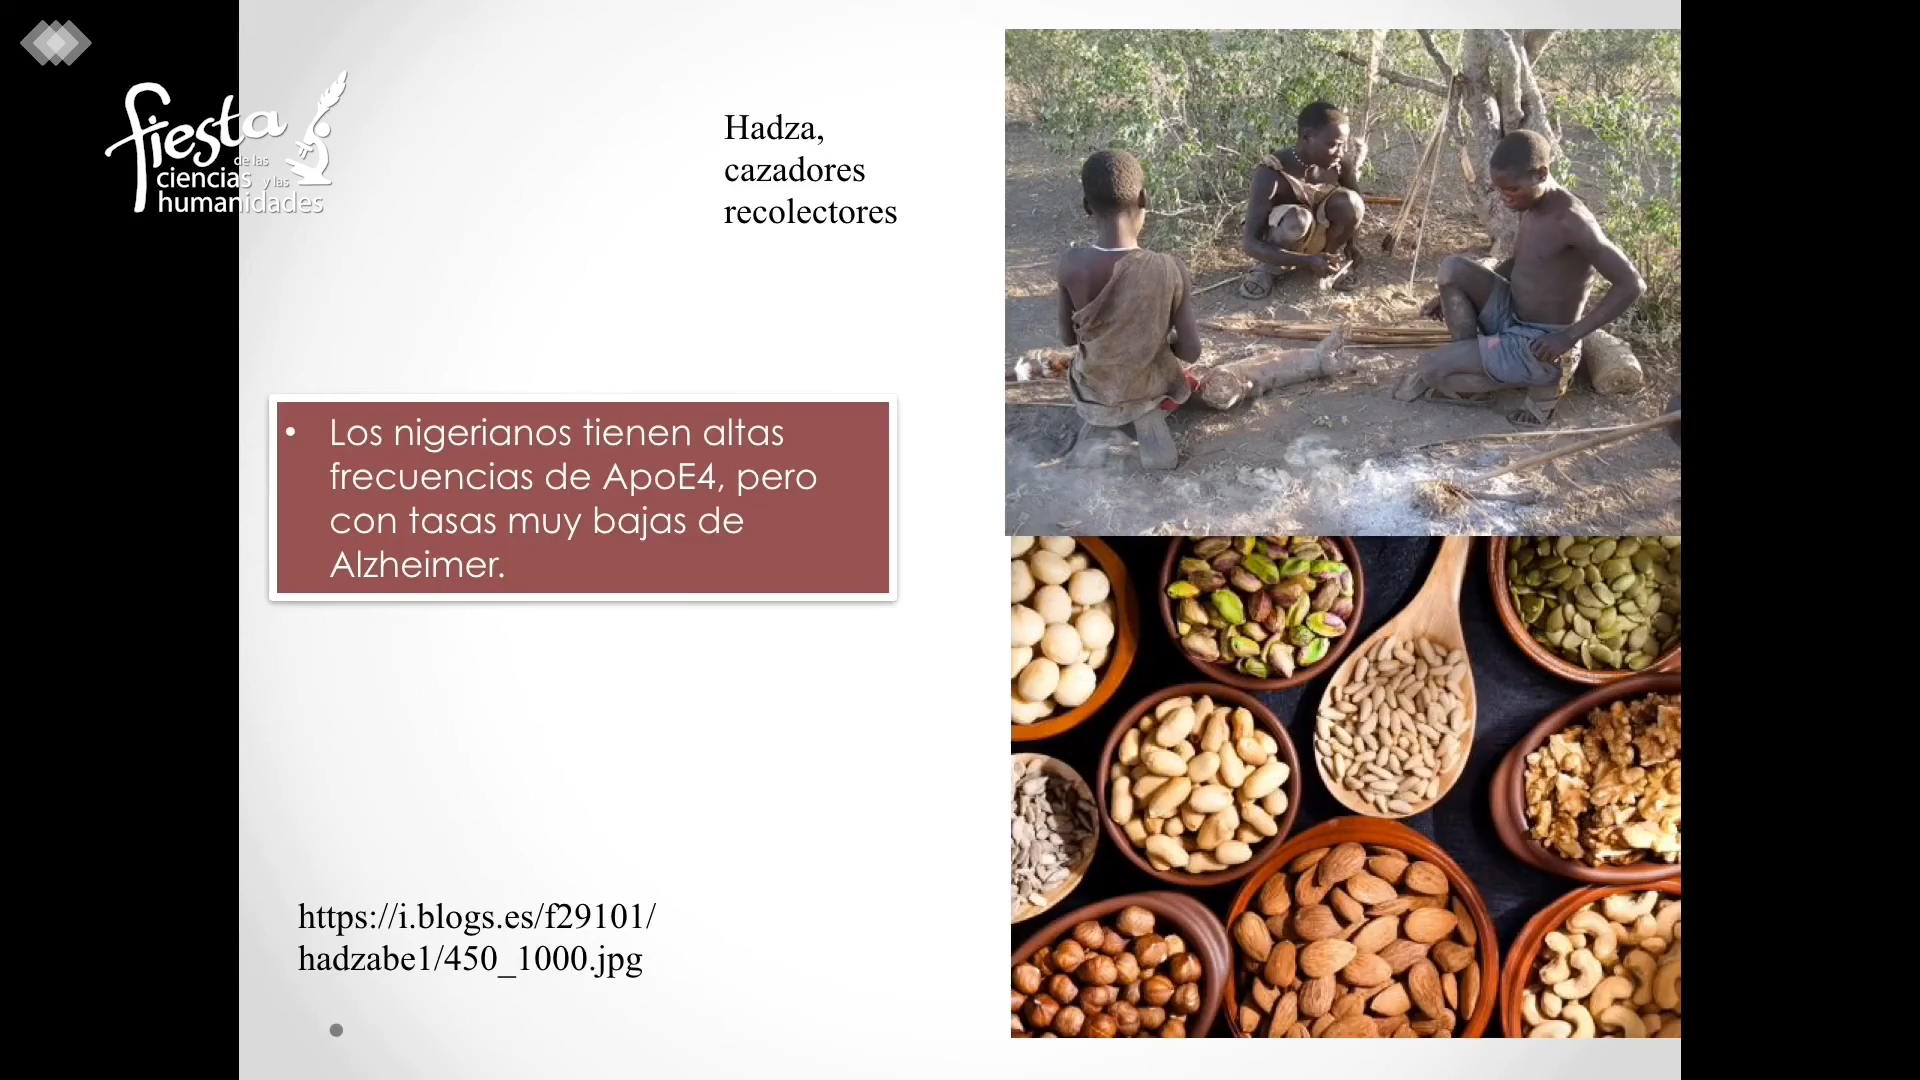 fiesta
de las
ciencias y las
humanidades
Hadza,
cazadores
recolectores
• Los nigerianos tienen altas
frecuencias de ApoE4, pero
con tasas muy bajas de
Alzheimer.
https://i.blogs.es/f29101/
hadzabe1/450_1000.jpg